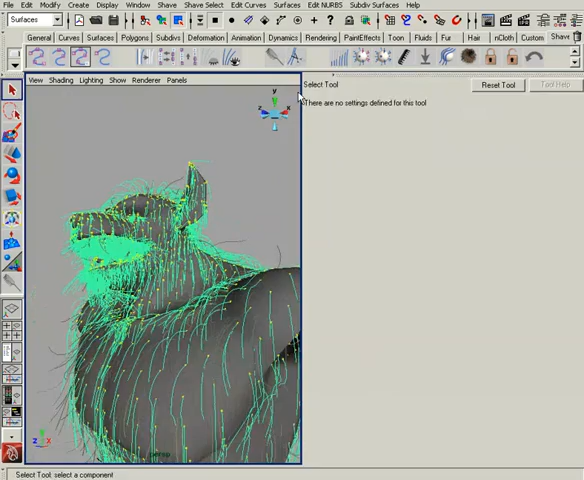 File Edit Modify Create Display Window Shave Shave Select Edit Curves Surfaces Edit NURBS Subdiv Surfaces Help
Surfaces
General Curves Surfaces Polygons Subdivs Deformation Animation Dynamics Rendering PaintEffects Toon Fluids Fur Hair nCloth Custom Shave
View Shading Lighting Show Renderer Panels
Select Tool
Reset Tool
Tool Help
There are no settings defined for this tool
y
z
x
z
x
persp
Select Tool: select a component